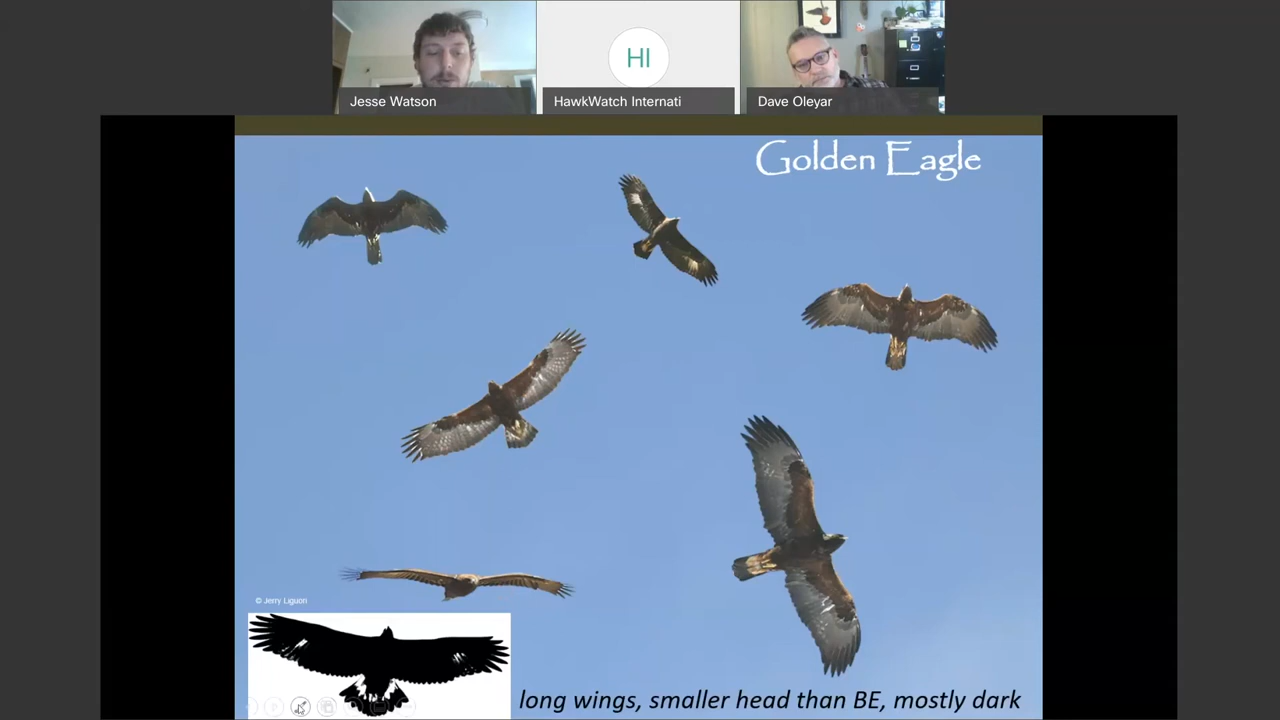 HI
Jesse Watson
HawkWatch Internati
Dave Oleyar
Golden Eagle
© Jerry Liguori
long wings, smaller head than BE, mostly dark